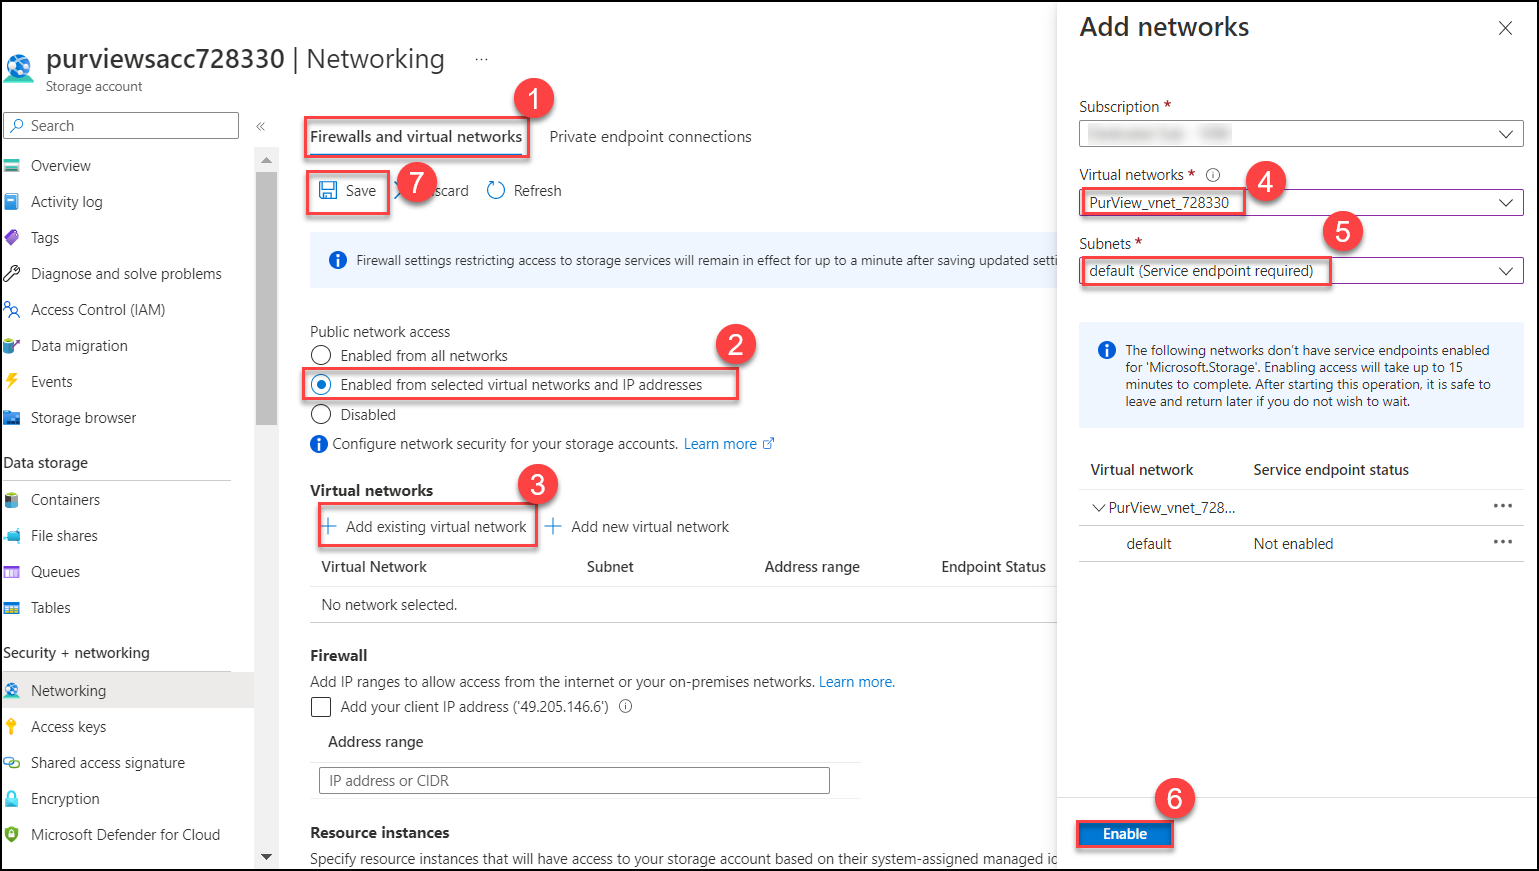 purviewsacc728330 | Networking ...
Storage account
Search
«
Overview
Activity log
Tags
Diagnose and solve problems
Access Control (IAM)
Data migration
Events
Storage browser
Data storage
Containers
File shares
Queues
Tables
Security + networking
Networking
Access keys
Shared access signature
Encryption
Microsoft Defender for Cloud
1
Firewalls and virtual networks
Private endpoint connections
Save
7
scard
Refresh
Firewall settings restricting access to storage services will remain in effect for up to a minute after saving updated setti
Public network access
Enabled from all networks
2
Enabled from selected virtual networks and IP addresses
Disabled
Configure network security for your storage accounts. Learn more
Virtual networks
3
Add existing virtual network
Add new virtual network
Virtual Network Subnet Address range Endpoint Status
No network selected.
Firewall
Add IP ranges to allow access from the internet or your on-premises networks. Learn more.
Add your client IP address ('49.205.146.6')
Address range
IP address or CIDR
Resource instances
Specify resource instances that will have access to your storage account based on their system-assigned managed id
Add networks
Subscription *
Virtual networks *
4
PurView_vnet_728330
Subnets *
5
default (Service endpoint required)
The following networks don't have service endpoints enabled
for 'Microsoft.Storage'. Enabling access will take up to 15
minutes to complete. After starting this operation, it is safe to
leave and return later if you do not wish to wait.
Virtual network Service endpoint status
PurView_vnet_728... ...
default Not enabled ...
6
Enable